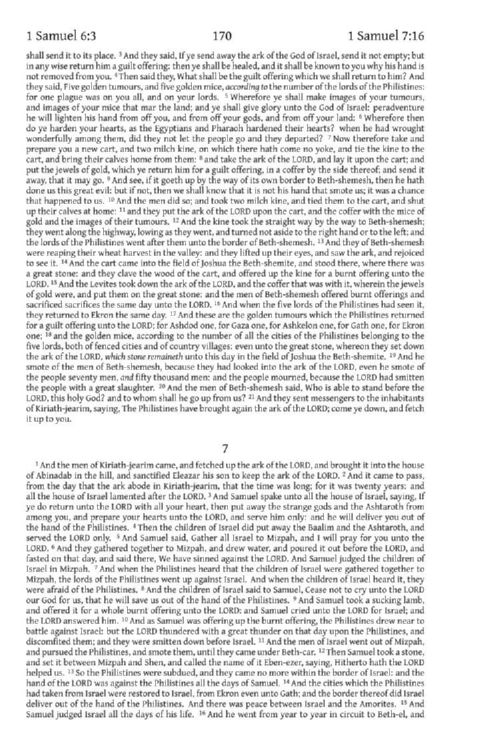 1 Samuel 6:3 170 1 Samuel 7:16
shall send it to its place. 3 And they said, If ye send away the ark of the God of Israel, send it not empty; but
in any wise return him a guilt offering: then ye shall be healed, and it shall be known to you why his hand is
not removed from you. 4 Then said they, What shall be the guilt offering which we shall return to him? And
they said, Five golden tumours, and five golden mice, according to the number of the lords of the Philistines:
for one plague was on you all, and on your lords. 5 Wherefore ye shall make images of your tumours,
and images of your mice that mar the land; and ye shall give glory unto the God of Israel: peradventure
he will lighten his hand from off you, and from off your gods, and from off your land. 6 Wherefore then
do ye harden your hearts, as the Egyptians and Pharaoh hardened their hearts? when he had wrought
wonderfully among them, did they not let the people go and they departed? 7 Now therefore take and
prepare you a new cart, and two milch kine, on which there hath come no yoke, and tie the kine to the
cart, and bring their calves home from them: 8 and take the ark of the LORD, and lay it upon the cart; and
put the jewels of gold, which ye return him for a guilt offering, in a coffer by the side thereof; and send it
away, that it may go. 9 And see, if it goeth up by the way of its own border to Beth-shemesh, then he hath
done us this great evil: but if not, then we shall know that it is not his hand that smote us; it was a chance
that happened to us. 10 And the men did so; and took two milch kine, and tied them to the cart, and shut
up their calves at home: 11 and they put the ark of the LORD upon the cart, and the coffer with the mice of
gold and the images of their tumours. 12 And the kine took the straight way by the way to Beth-shemesh;
they went along the highway, lowing as they went, and turned not aside to the right hand or to the left; and
the lords of the Philistines went after them unto the border of Beth-shemesh. 13 And they of Beth-shemesh
were reaping their wheat harvest in the valley: and they lifted up their eyes, and saw the ark, and rejoiced
to see it. 14 And the cart came into the field of Joshua the Beth-shemite, and stood there, where there was
a great stone: and they clave the wood of the cart, and offered up the kine for a burnt offering unto the
LORD. 15 And the Levites took down the ark of the LORD, and the coffer that was with it, wherein the jewels
of gold were, and put them on the great stone: and the men of Beth-shemesh offered burnt offerings and
sacrificed sacrifices the same day unto the LORD. 16 And when the five lords of the Philistines had seen it,
they returned to Ekron the same day. 17 And these are the golden tumours which the Philistines returned
for a guilt offering unto the LORD; for Ashdod one, for Gaza one, for Ashkelon one, for Gath one, for Ekron
one; 18 and the golden mice, according to the number of all the cities of the Philistines belonging to the
five lords, both of fenced cities and of country villages: even unto the great stone, whereon they set down
the ark of the LORD, which stone remaineth unto this day in the field of Joshua the Beth-shemite. 19 And he
smote of the men of Beth-shemesh, because they had looked into the ark of the LORD, even he smote of
the people seventy men, and fifty thousand men: and the people mourned, because the LORD had smitten
the people with a great slaughter. 20 And the men of Beth-shemesh said, Who is able to stand before the
LORD, this holy God? and to whom shall he go up from us? 21 And they sent messengers to the inhabitants
of Kiriath-jearim, saying, The Philistines have brought again the ark of the LORD; come ye down, and fetch
it up to you.
7
1 And the men of Kiriath-jearim came, and fetched up the ark of the LORD, and brought it into the house
of Abinadab in the hill, and sanctified Eleazar his son to keep the ark of the LORD. 2 And it came to pass,
from the day that the ark abode in Kiriath-jearim, that the time was long; for it was twenty years: and
all the house of Israel lamented after the LORD. 3 And Samuel spake unto all the house of Israel, saying, If
ye do return unto the LORD with all your heart, then put away the strange gods and the Ashtaroth from
among you, and prepare your hearts unto the LORD, and serve him only: and he will deliver you out of
the hand of the Philistines. 4 Then the children of Israel did put away the Baalim and the Ashtaroth, and
served the LORD only. 5 And Samuel said, Gather all Israel to Mizpah, and I will pray for you unto the
LORD. 6 And they gathered together to Mizpah, and drew water, and poured it out before the LORD, and
fasted on that day, and said there, We have sinned against the LORD. And Samuel judged the children of
Israel in Mizpah. 7 And when the Philistines heard that the children of Israel were gathered together to
Mizpah, the lords of the Philistines went up against Israel. And when the children of Israel heard it, they
were afraid of the Philistines. 8 And the children of Israel said to Samuel, Cease not to cry unto the LORD
our God for us, that he will save us out of the hand of the Philistines. 9 And Samuel took a sucking lamb,
and offered it for a whole burnt offering unto the LORD: and Samuel cried unto the LORD for Israel; and
the LORD answered him. 10 And as Samuel was offering up the burnt offering, the Philistines drew near to
battle against Israel: but the LORD thundered with a great thunder on that day upon the Philistines, and
discomfited them; and they were smitten down before Israel. 11 And the men of Israel went out of Mizpah,
and pursued the Philistines, and smote them, until they came under Beth-car. 12 Then Samuel took a stone,
and set it between Mizpah and Shen, and called the name of it Eben-ezer, saying, Hitherto hath the LORD
helped us. 13 So the Philistines were subdued, and they came no more within the border of Israel: and the
hand of the LORD was against the Philistines all the days of Samuel. 14 And the cities which the Philistines
had taken from Israel were restored to Israel, from Ekron even unto Gath; and the border thereof did Israel
deliver out of the hand of the Philistines. And there was peace between Israel and the Amorites. 15 And
Samuel judged Israel all the days of his life. 16 And he went from year to year in circuit to Beth-el, and